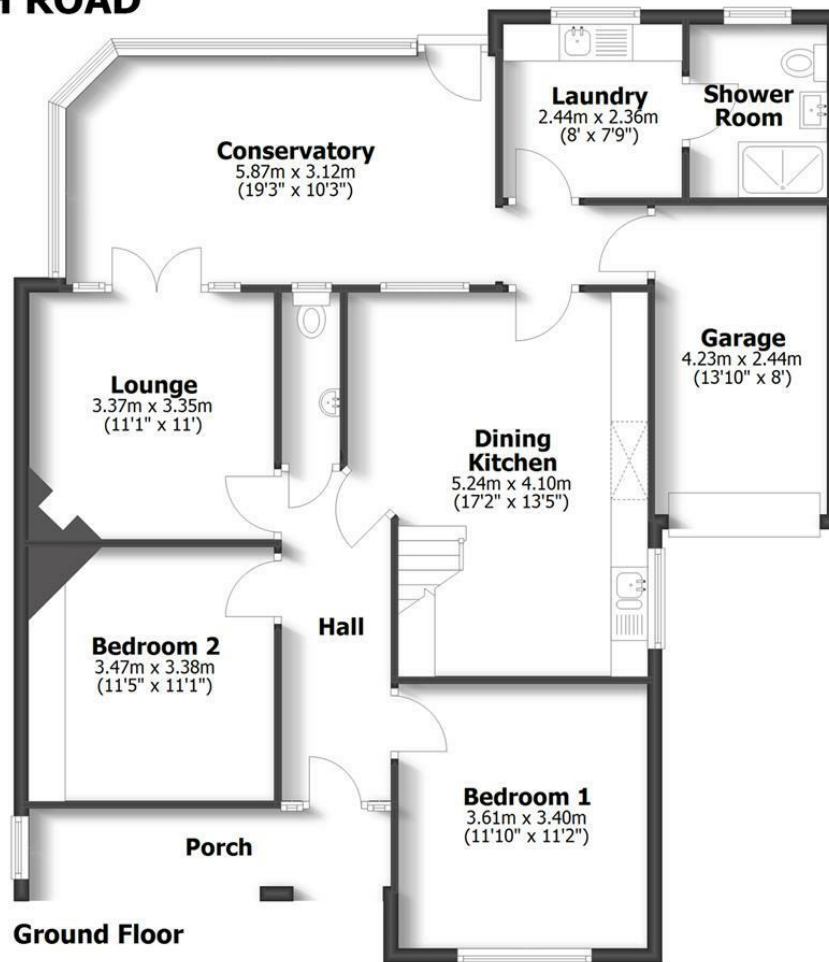 ROAD
Laundry
2.44m x 2.36m
(8' x 7'9")
Shower
Room
Conservatory
5.87m x 3.12m
(19'3" x 10'3")
Garage
4.23m x 2.44m
(13'10" x 8')
Lounge
3.37m x 3.35m
(11'1" x 11')
Dining
Kitchen
5.24m x 4.10m
(17'2" x 13'5")
Hall
Bedroom 2
3.47m x 3.38m
(11'5" x 11'1")
Bedroom 1
3.61m x 3.40m
(11'10" x 11'2")
Porch
Ground Floor